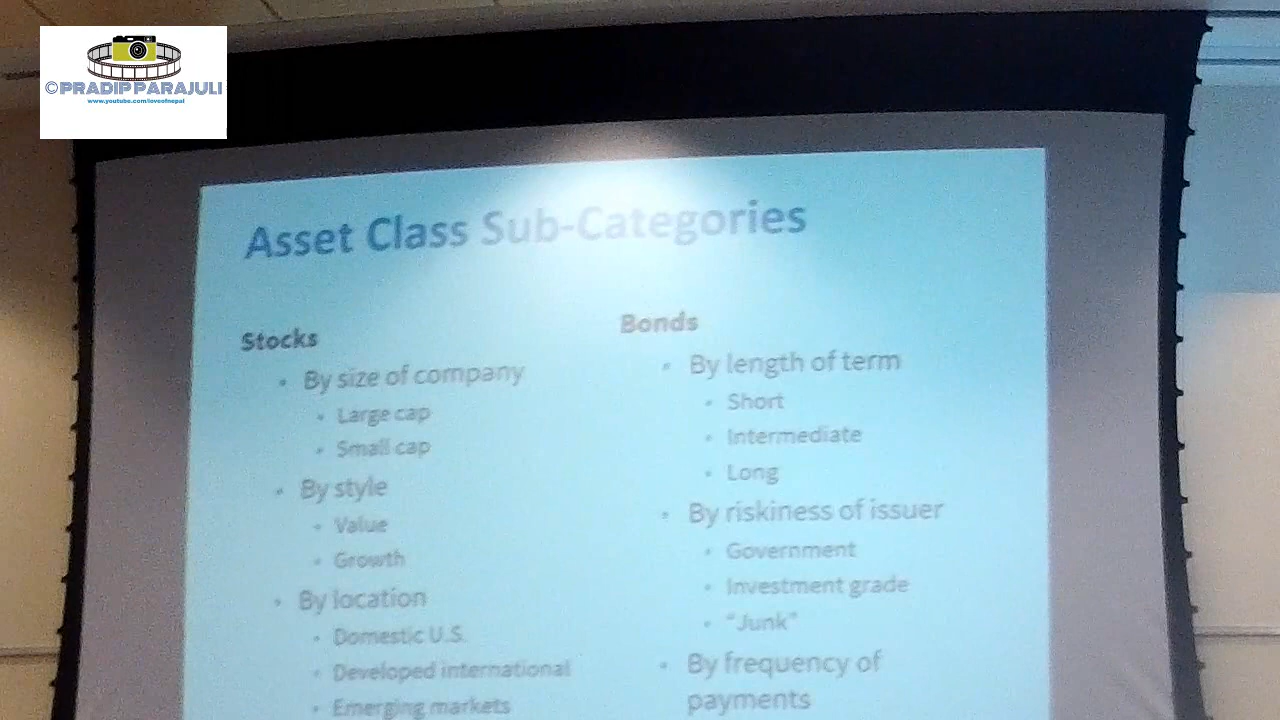 ©PRADIP PARAJULI
www.youtube.com/loveofnepal
Asset Class Sub-Categories
Stocks
• By size of company
• Large cap
• Small cap
• By style
• Value
• Growth
• By location
• Domestic U.S.
• Developed international
• Emerging markets
Bonds
• By length of term
• Short
• Intermediate
• Long
• By riskiness of issuer
• Government
• Investment grade
• "Junk"
• By frequency of
payments